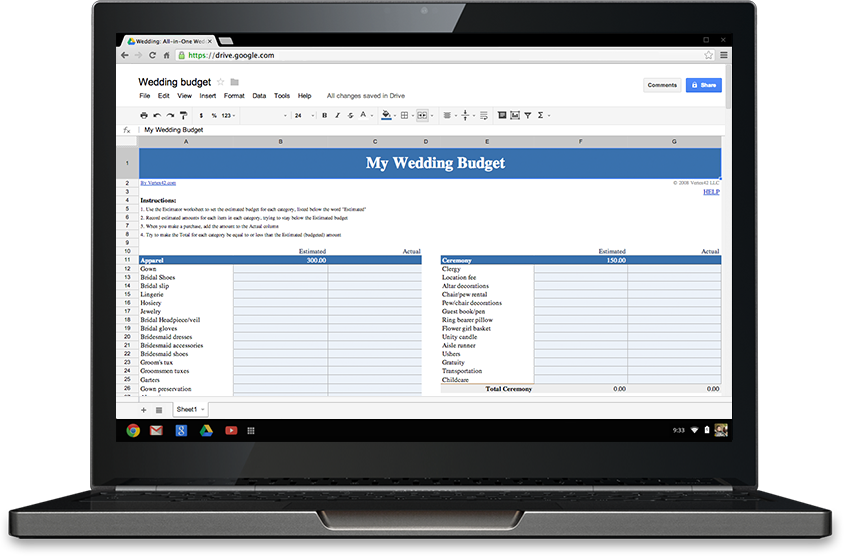 Wedding: All-in-One Wed
https://drive.google.com
Wedding budget
File Edit View Insert Format Data Tools Help All changes saved in Drive
Comments
Share
$ % 123 24 B I S A Σ
fx My Wedding Budget
A B C D E F G
1 My Wedding Budget
2 By Vertex42.com © 2008 Vertex42 LLC
3 HELP
4 Instructions:
5 1. Use the Estimator worksheet to set the estimated budget for each category, listed below the word "Estimated"
6 2. Record estimated amounts for each item in each category, trying to stay below the Estimated budget
7 3. When you make a purchase, add the amount to the Actual column
8 4. Try to make the Total for each category be equal to or less than the Estimated (budgeted) amount
9
10 Estimated Actual Estimated Actual
11 Apparel 300.00 Ceremony 150.00
12 Gown Clergy
13 Bridal Shoes Location fee
14 Bridal slip Altar decorations
15 Lingerie Chair/pew rental
16 Hosiery Pew/chair decorations
17 Jewelry Guest book/pen
18 Bridal Headpiece/veil Ring bearer pillow
19 Bridal gloves Flower girl basket
20 Bridesmaid dresses Unity candle
21 Bridesmaid accessories Aisle runner
22 Bridesmaid shoes Ushers
23 Groom's tux Gratuity
24 Groomsmen tuxes Transportation
25 Garters Childcare
26 Gown preservation Total Ceremony 0.00 0.00
Sheet1
9:33